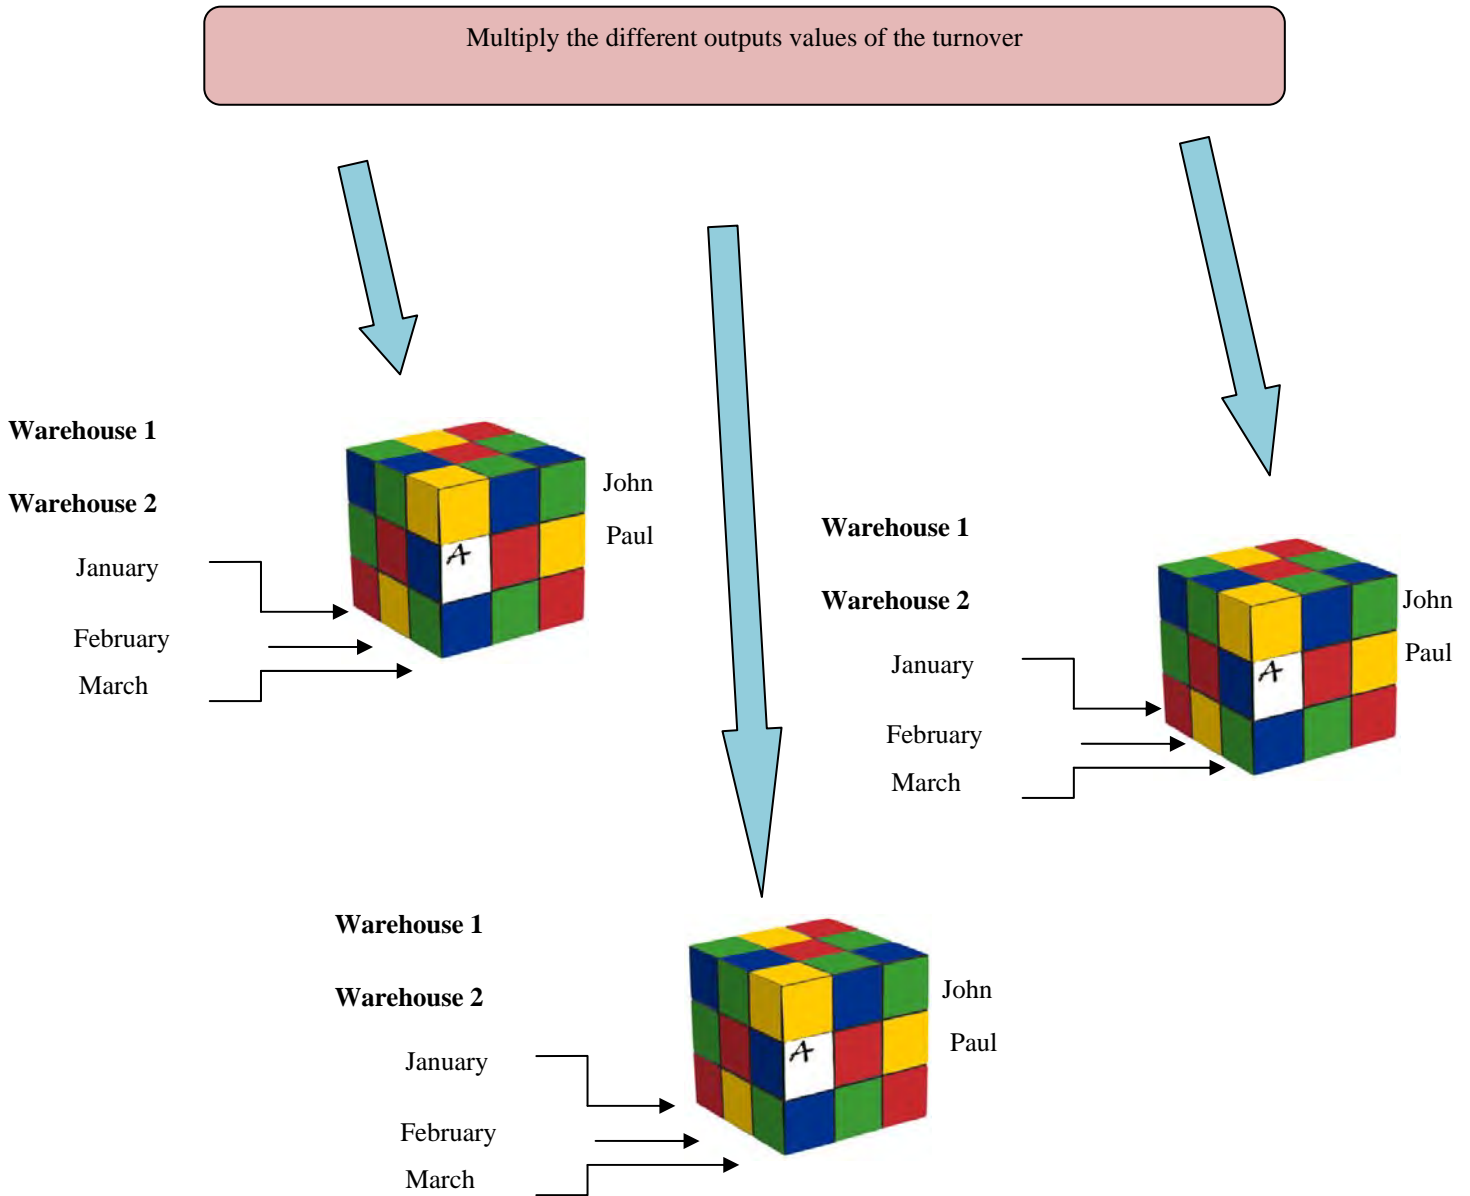 Multiply the different outputs values of the turnover
Warehouse 1
Warehouse 2
January
February
March
A
John
Paul
Warehouse 1
Warehouse 2
January
February
March
A
John
Paul
Warehouse 1
Warehouse 2
January
February
March
A
John
Paul